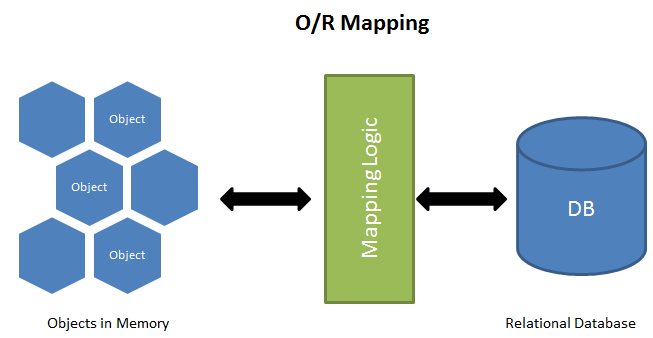 O/R Mapping
Object
Object
Object
Mapping Logic
DB
Objects in Memory
Relational Database